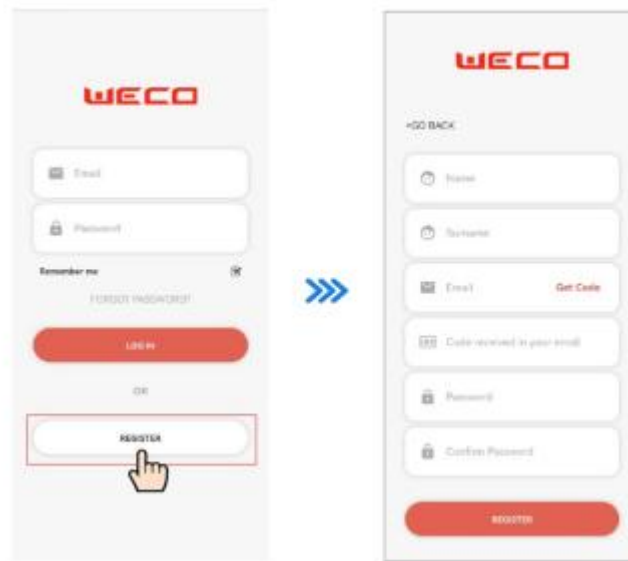 WECO
Email
Password
Remember me
FORGOT PASSWORD?
LOG IN
OR
REGISTER
WECO
<GO BACK
Name
Surname
Email Get Code
Code received in your email
Password
Confirm Password
REGISTER